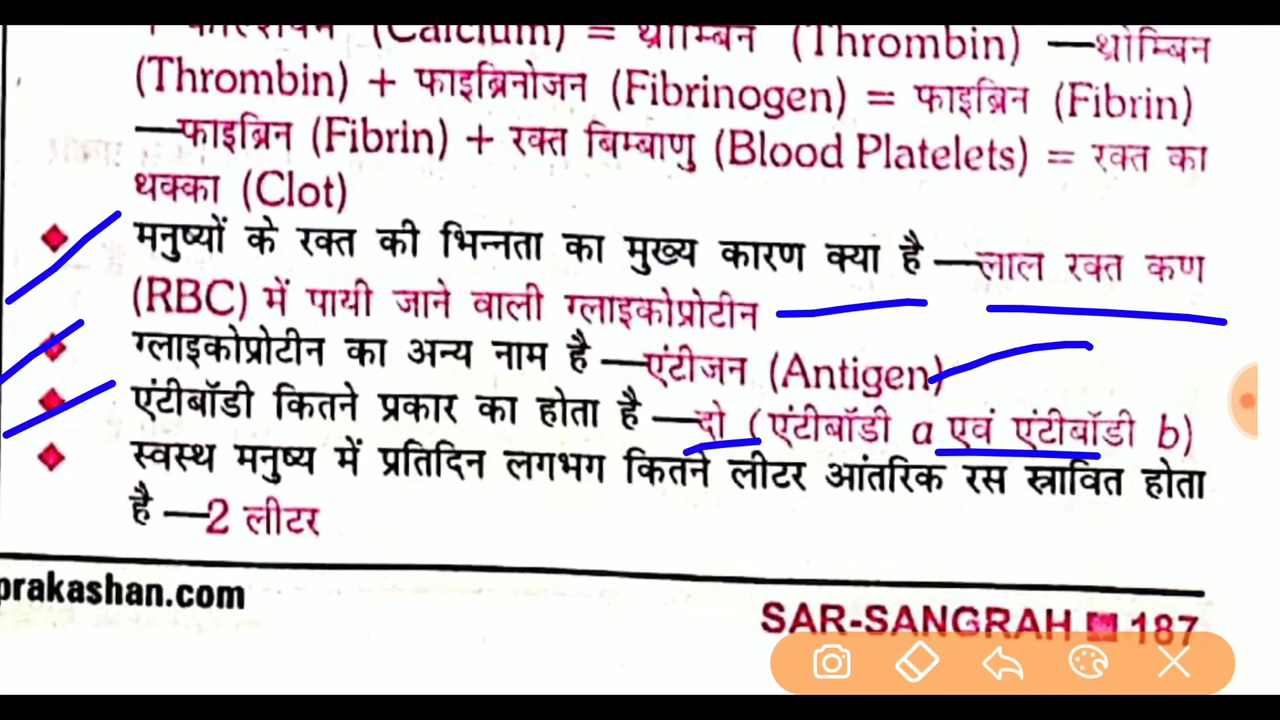 (Calcium) = थ्रोम्बिन (Thrombin) —थ्रोम्बिन
(Thrombin) + फाइब्रिनोजन (Fibrinogen) = फाइब्रिन (Fibrin)
—फाइब्रिन (Fibrin) + रक्त बिम्बाणु (Blood Platelets) = रक्त का
थक्का (Clot)
मनुष्यों के रक्त की भिन्नता का मुख्य कारण क्या है —लाल रक्त कण
(RBC) में पायी जाने वाली ग्लाइकोप्रोटीन
ग्लाइकोप्रोटीन का अन्य नाम है —एंटीजन (Antigen)
एंटीबॉडी कितने प्रकार का होता है —दो (एंटीबॉडी a एवं एंटीबॉडी b)
स्वस्थ मनुष्य में प्रतिदिन लगभग कितने लीटर आंतरिक रस स्त्रावित होता
है —2 लीटर
prakashan.com
SAR-SANGRAH 187